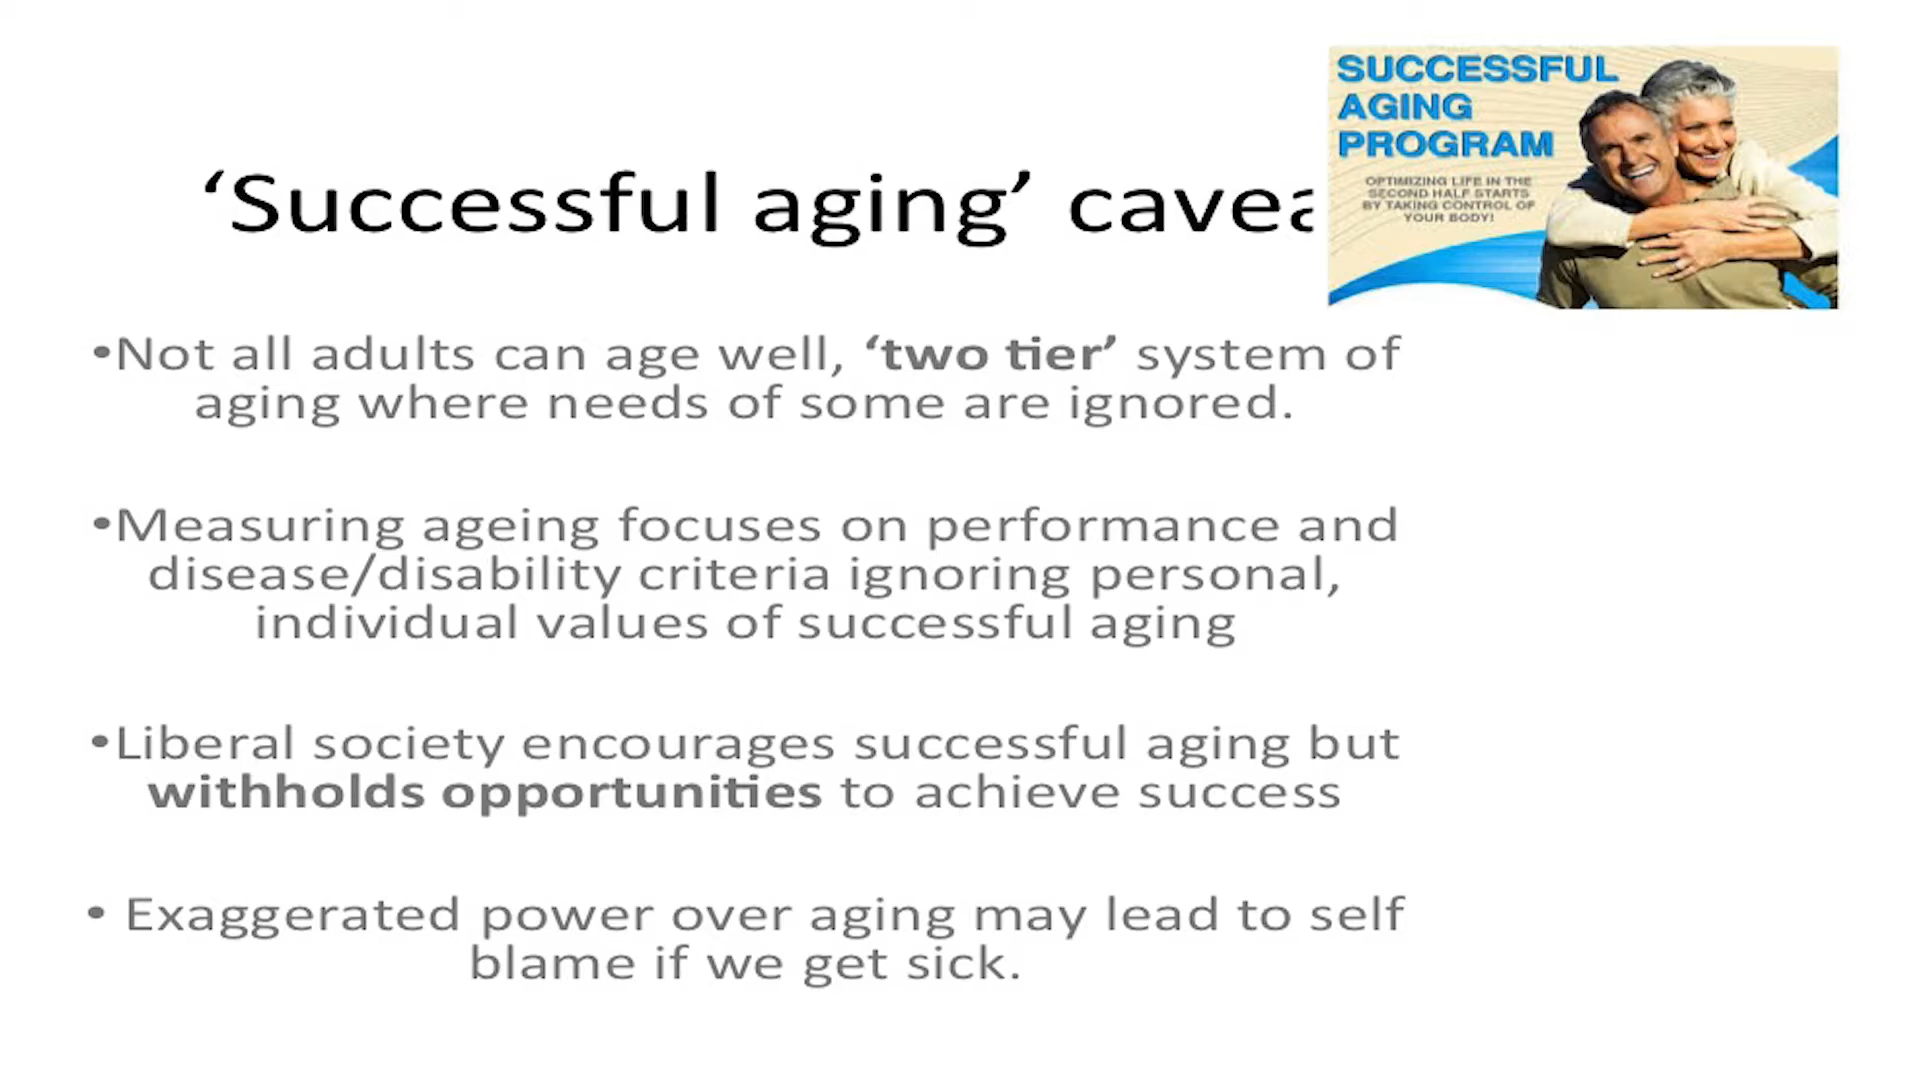 ‘Successful aging’ cavea
SUCCESSFUL
AGING
PROGRAM
OPTIMIZING LIFE IN THE
SECOND HALF STARTS
BY TAKING CONTROL OF
YOUR BODY!
•Not all adults can age well, ‘two tier’ system of
aging where needs of some are ignored.
•Measuring ageing focuses on performance and
disease/disability criteria ignoring personal,
individual values of successful aging
•Liberal society encourages successful aging but
withholds opportunities to achieve success
• Exaggerated power over aging may lead to self
blame if we get sick.